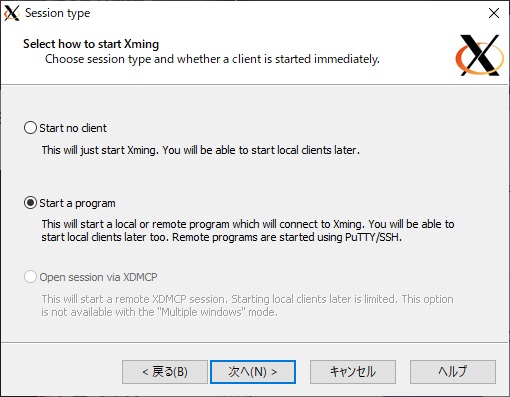 Session type
Select how to start Xming
Choose session type and whether a client is started immediately.
Start no client
This will just start Xming. You will be able to start local clients later.
Start a program
This will start a local or remote program which will connect to Xming. You will be able to
start local clients later too. Remote programs are started using PuTTY/SSH.
Open session via XDMCP
This will start a remote XDMCP session. Starting local clients later is limited. This option
is not available with the "Multiple windows" mode.
< 戻る(B)
次へ(N) >
キャンセル
ヘルプ